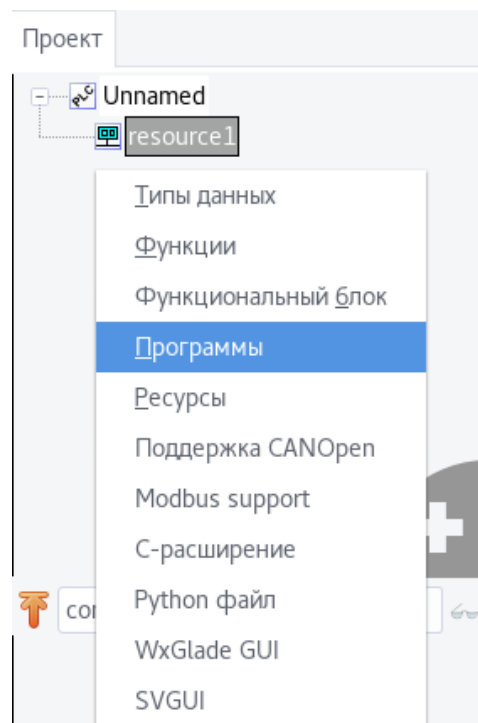 Проект
Unnamed
resource1
Типы данных
Функции
Функциональный блок
Программы
Ресурсы
Поддержка CANOpen
Modbus support
С-расширение
Python файл
WxGlade GUI
SVGUI